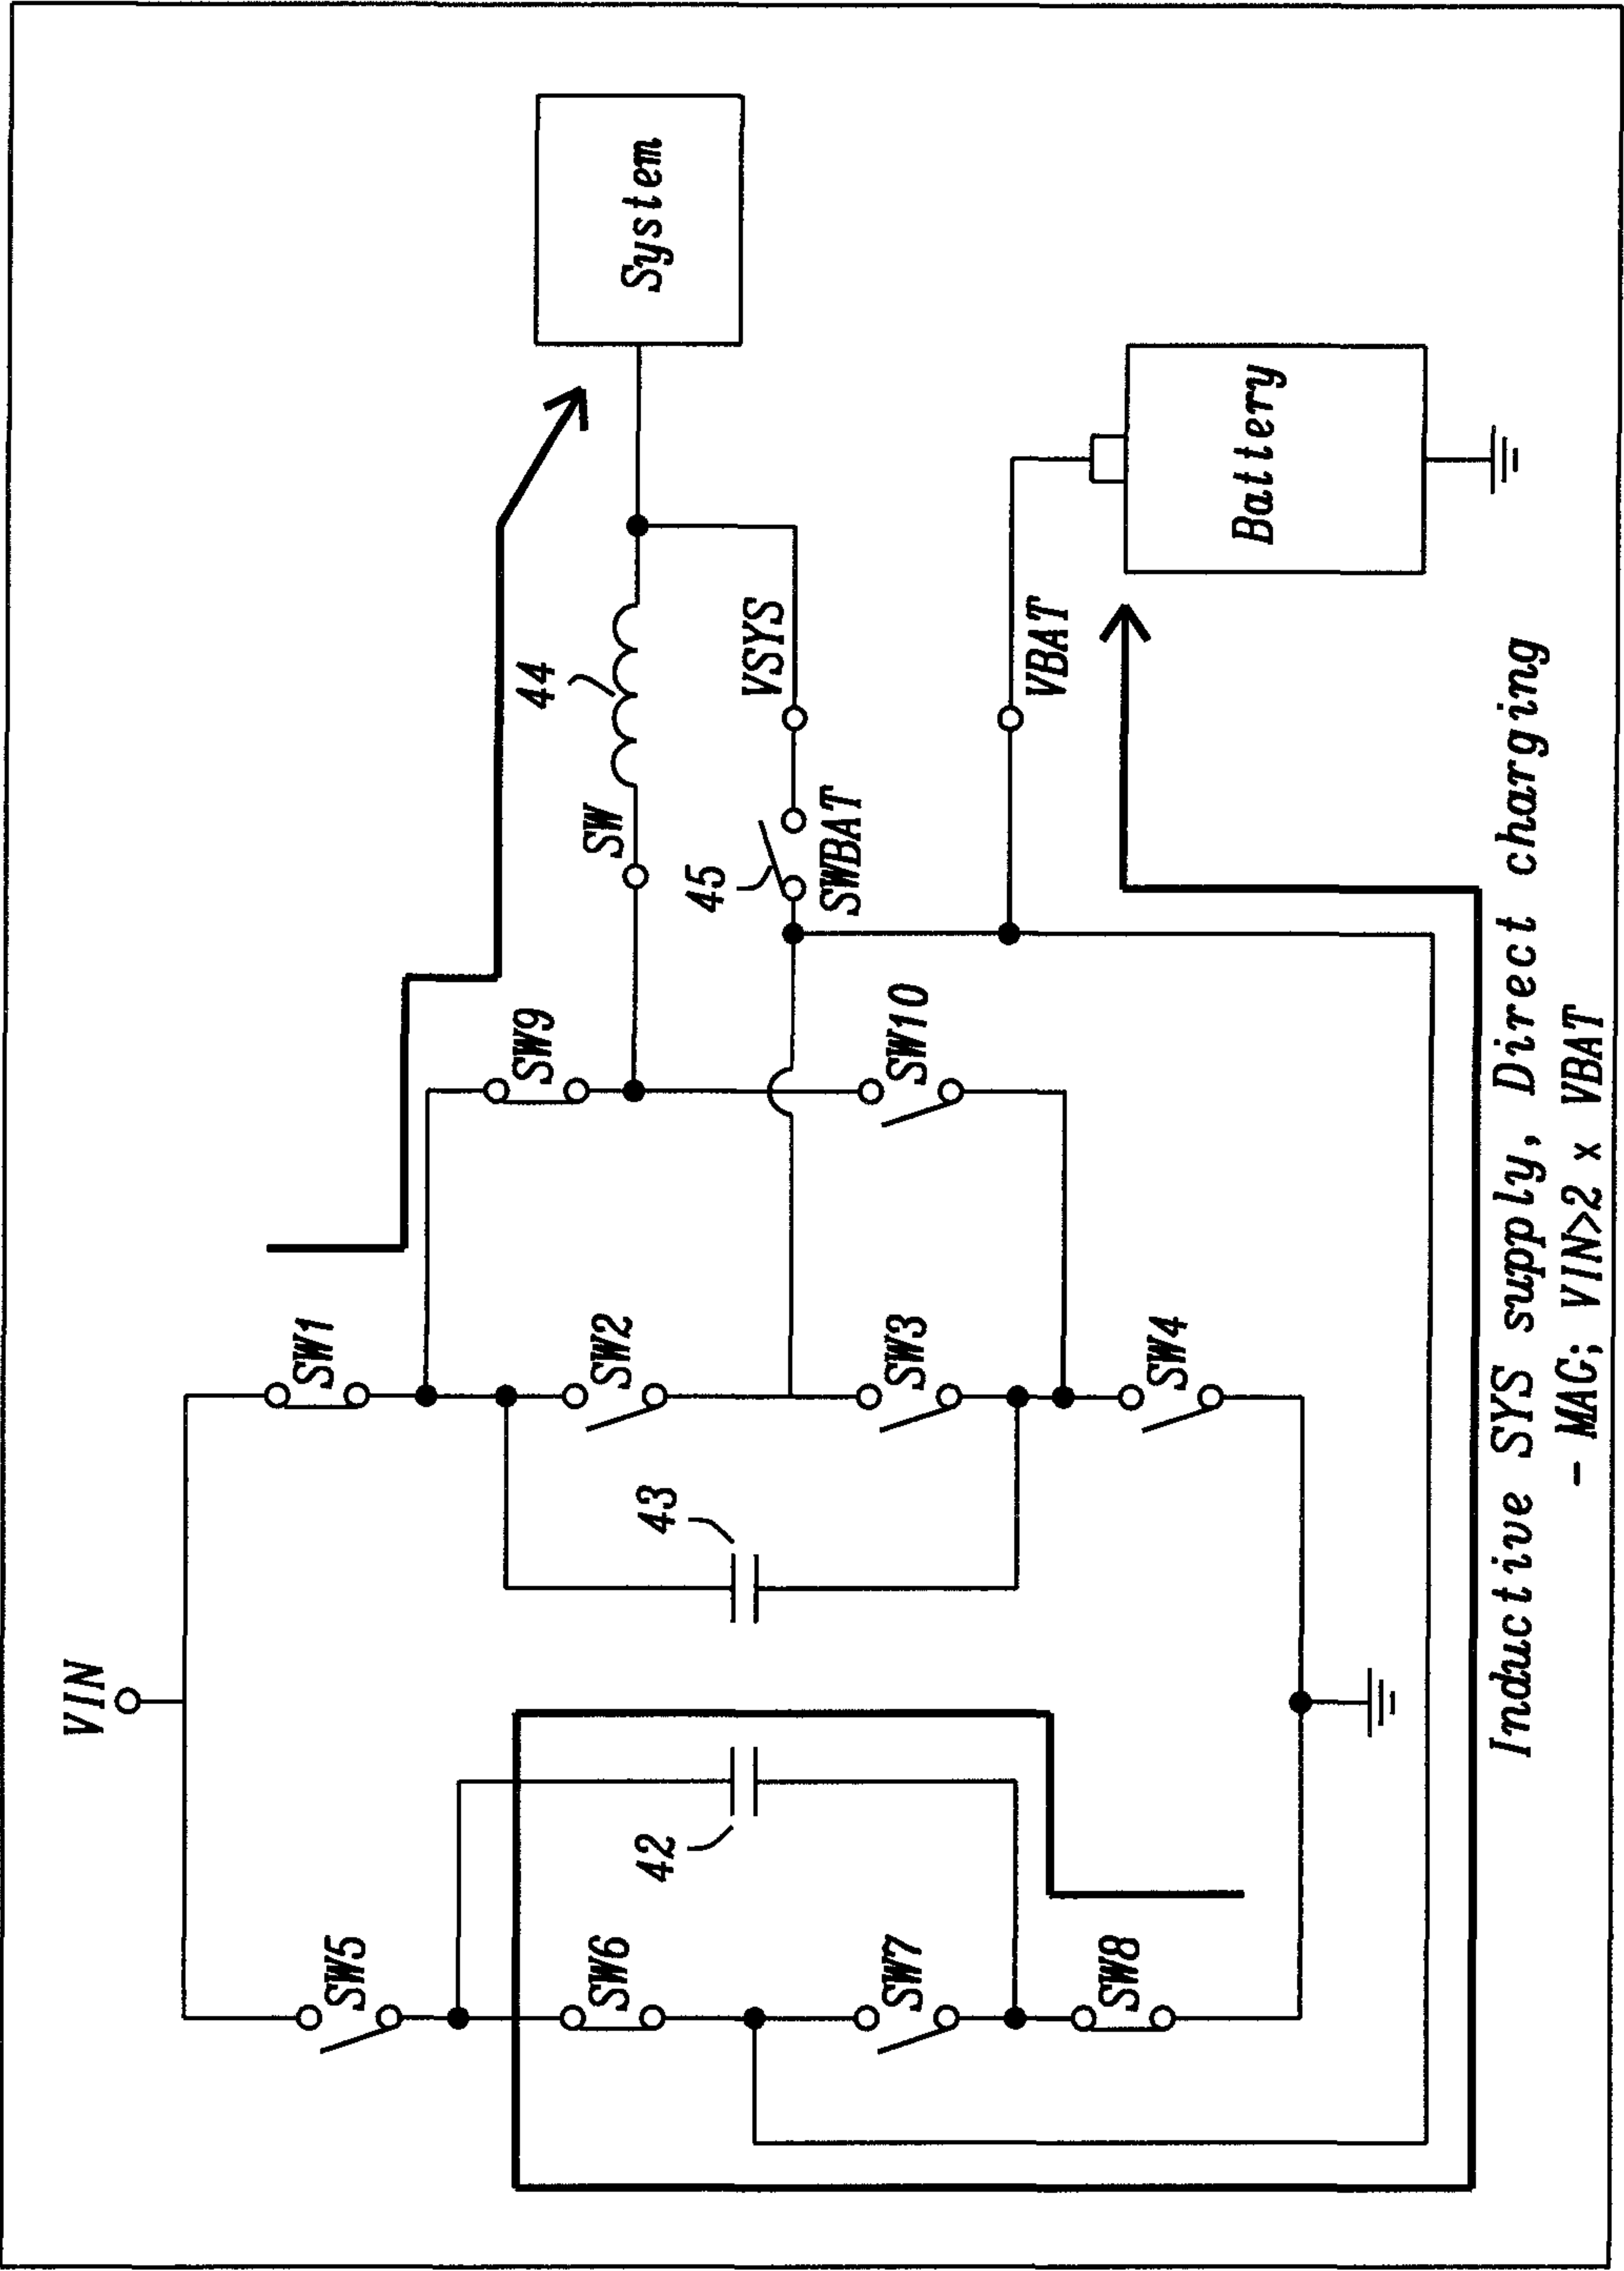 VIN
SW5
SW1
SW9
44
System
SW6
42
43
SW2
SW
45
VSYS
SWBAT
SW7
SW3
SW10
VBAT
SW8
SW4
Battery
Inductive SYS supply, Direct charging
- MAG; VIN>2 x VBAT